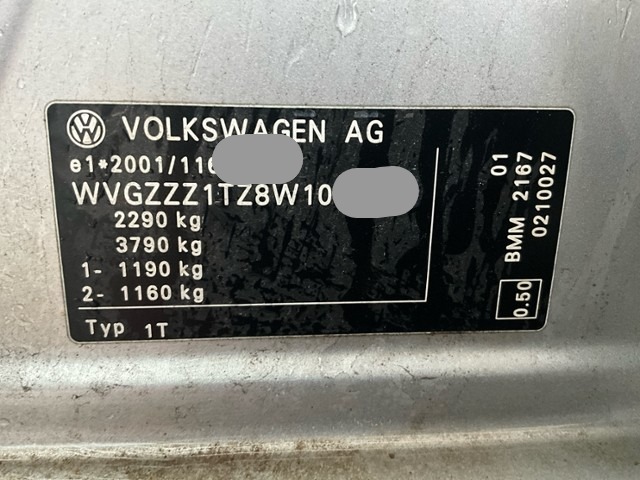 VOLKSWAGEN AG
e1*2001/116
WVGZZZ1TZ8W10
2290 kg
3790 kg
1- 1190 kg
2- 1160 kg
Typ 1T
01
BMM 2167
0210027
0.50